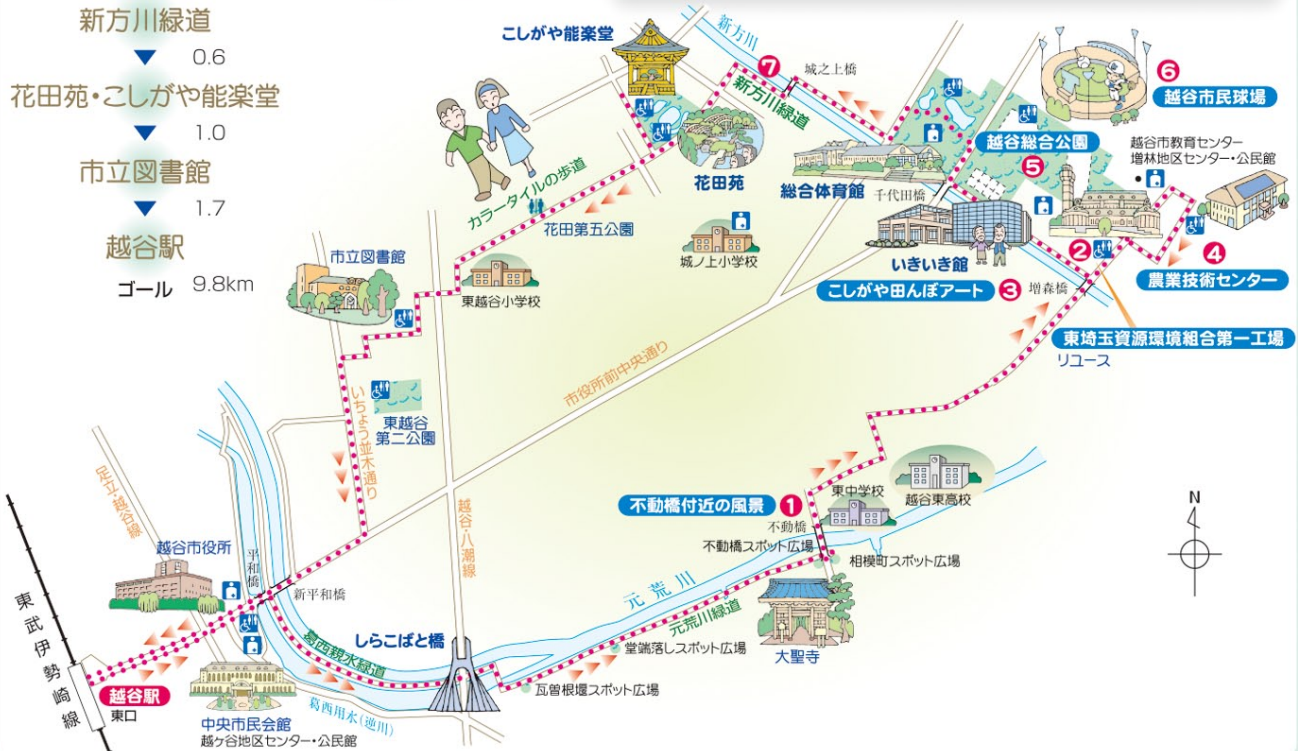 新方川緑道
0.6
花田苑・こしがや能楽堂
1.0
市立図書館
1.7
越谷駅
ゴール 9.8km
こしがや能楽堂
新方川
⑦
城之上橋
新方川緑道
⑥
越谷市民球場
越谷総合公園
⑤
越谷市教育センター
増林地区センター・公民館
花田苑
総合体育館
千代田橋
カラータイルの歩道
花田第五公園
城ノ上小学校
いきいき館
②
④
農業技術センター
市立図書館
東越谷小学校
こしがや田んぼアート ③
増森橋
東埼玉資源環境組合第一工場
リユース
市役所前中央通り
いちょう並木通り
東越谷
第二公園
足立・越谷線
越谷・八潮線
不動橋付近の風景 ①
東中学校
越谷東高校
不動橋
不動橋スポット広場
相模町スポット広場
N
越谷市役所
平和橋
新平和橋
元荒川
元荒川緑道
東武伊勢崎線
葛西親水緑道
しらこばと橋
堂端落しスポット広場
大聖寺
瓦曽根堰スポット広場
越谷駅
東口
中央市民会館
越ヶ谷地区センター・公民館
葛西用水(逆川)